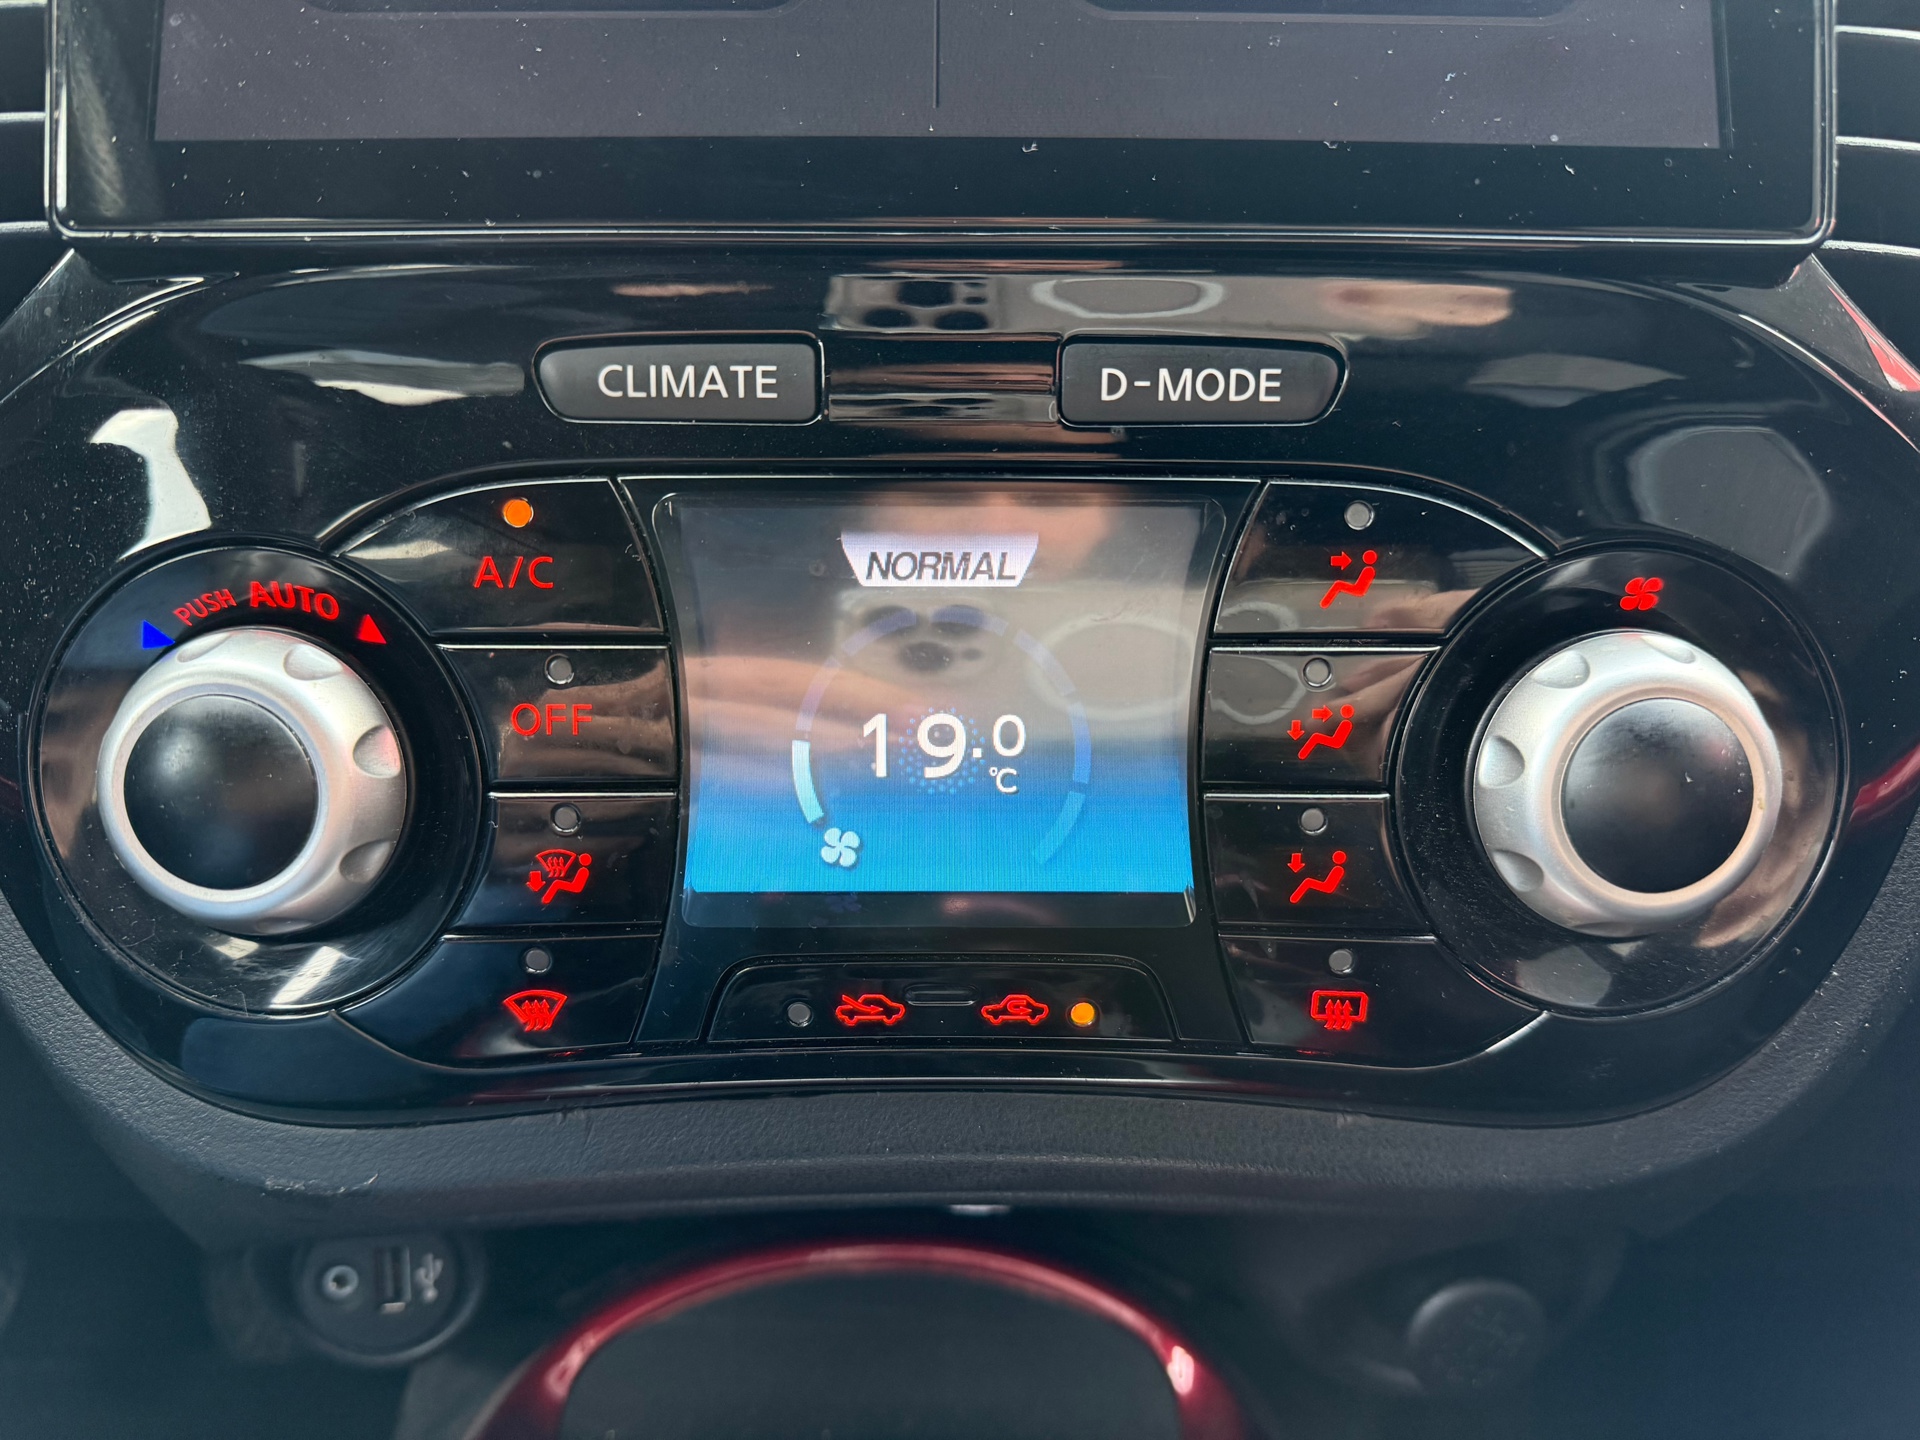 CLIMATE
D-MODE
PUSH AUTO
A/C
NORMAL
OFF
19.0
°C